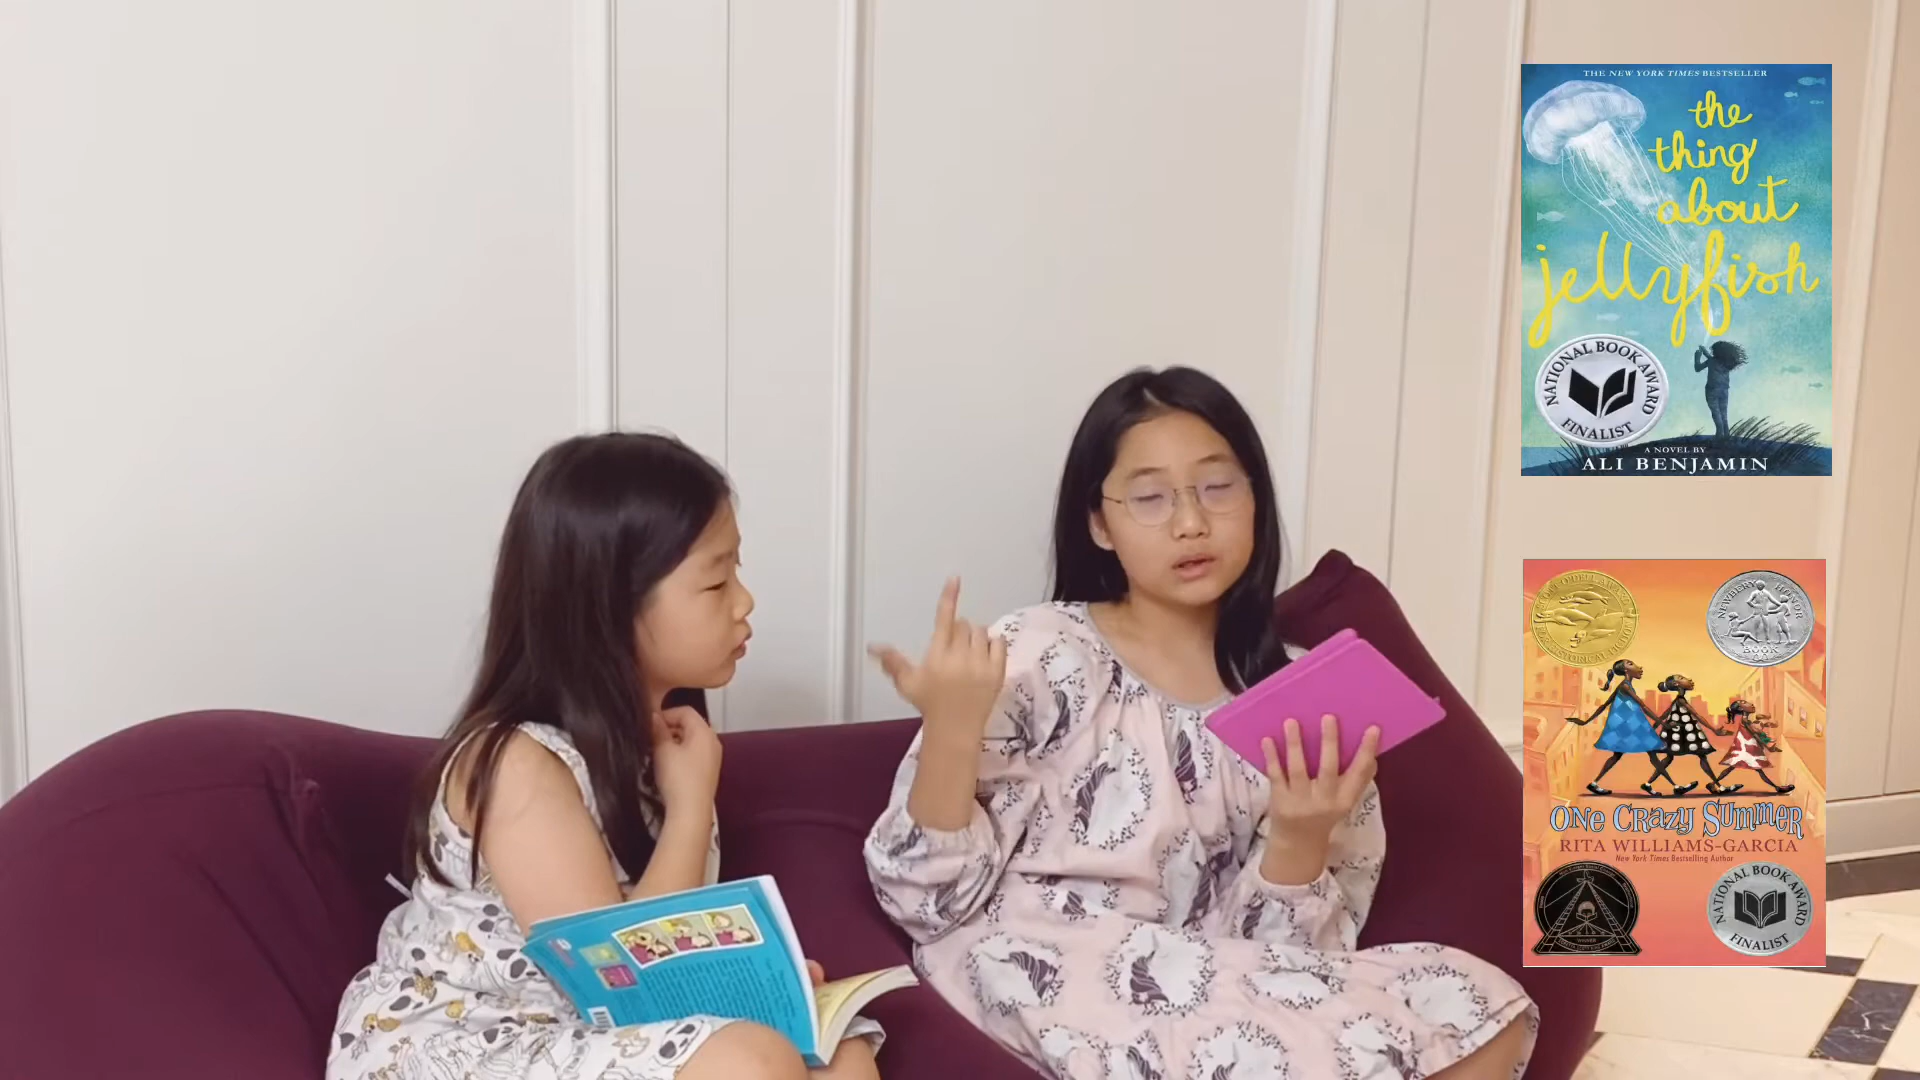 THE NEW YORK TIMES BESTSELLER
the
thing
about
jellyfish
NATIONAL BOOK AWARD
FINALIST
A NOVEL BY
ALI BENJAMIN
NEWBERY HONOR
BOOK
ONE CRAZY SUMMER
RITA WILLIAMS-GARCIA
New York Times Bestselling Author
NATIONAL BOOK AWARD
FINALIST